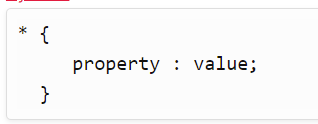 * {
property : value;
}